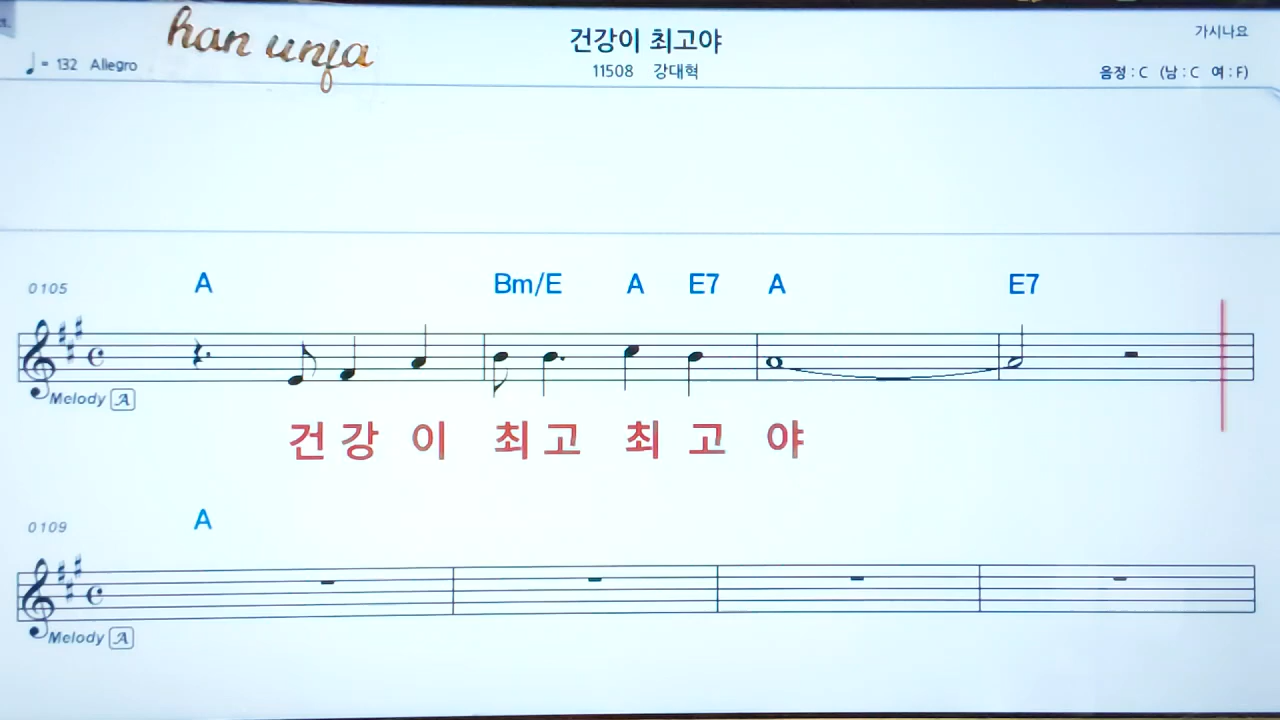 han unja
건강이 최고야
가시나요
♩= 132 Allegro
11508 강대혁
음정 : C (남 : C 여 : F)
0105 A Bm/E A E7 A E7
Melody A
건 강 이 최 고 최 고 야
0109 A
Melody A